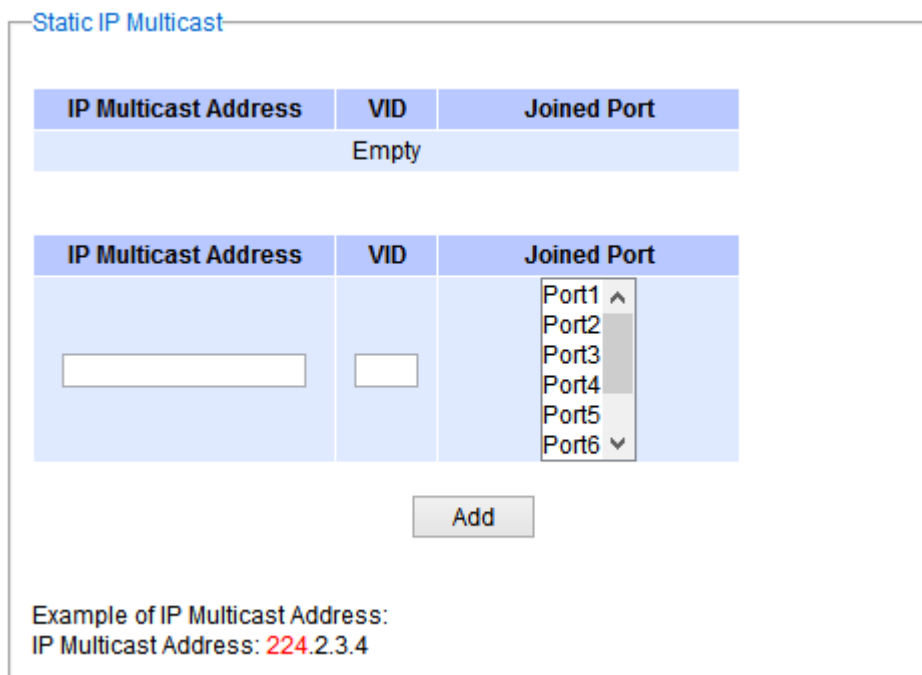 Static IP Multicast
IP Multicast Address VID Joined Port
Empty
IP Multicast Address VID Joined Port
Port1
Port2
Port3
Port4
Port5
Port6
Add
Example of IP Multicast Address:
IP Multicast Address: 224.2.3.4